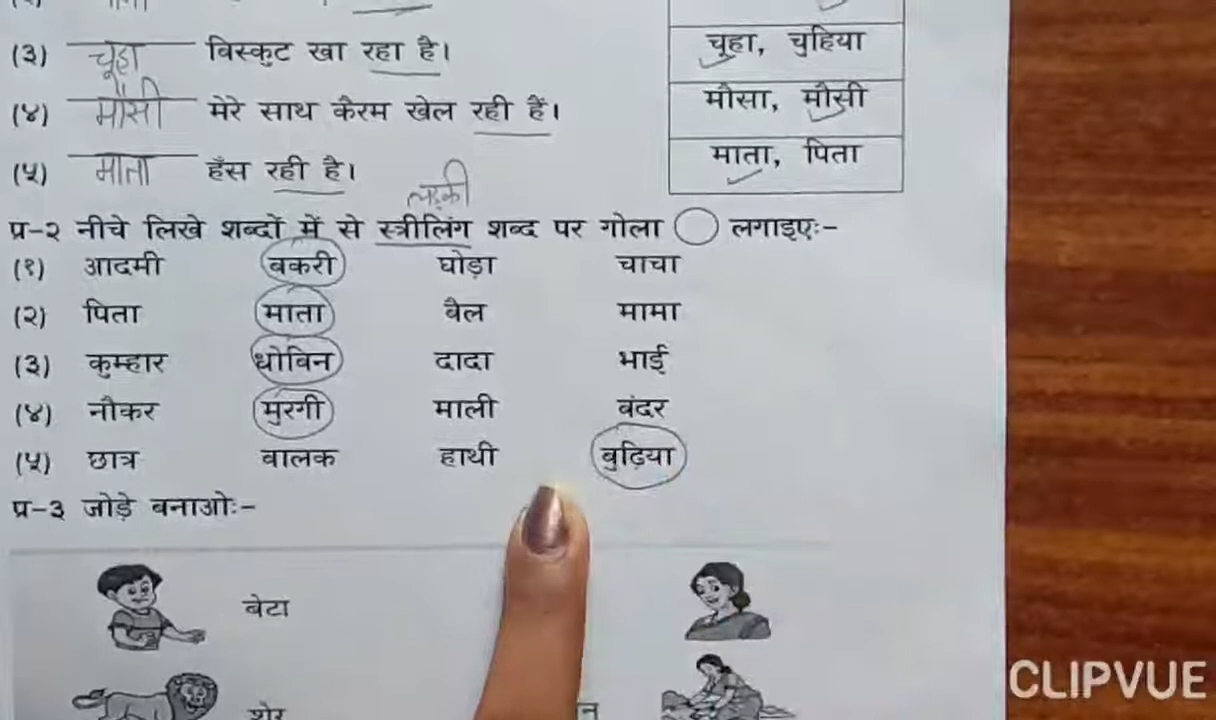 (३) चूहा बिस्कुट खा रहा है।
चूहा, चुहिया
(४) मौसी मेरे साथ कैरम खेल रही हैं।
मौसा, मौसी
(५) माता हँस रही है।
माता, पिता
लड़की
प्र-२ नीचे लिखे शब्दों में से स्त्रीलिंग शब्द पर गोला लगाइएः-
(१) आदमी बकरी घोड़ा चाचा
(२) पिता माता बैल मामा
(३) कुम्हार धोबिन दादा भाई
(४) नौकर मुरगी माली बंदर
(५) छात्र बालक हाथी बुढ़िया
प्र-३ जोड़े बनाओः-
बेटा
शेर
CLIPVUE